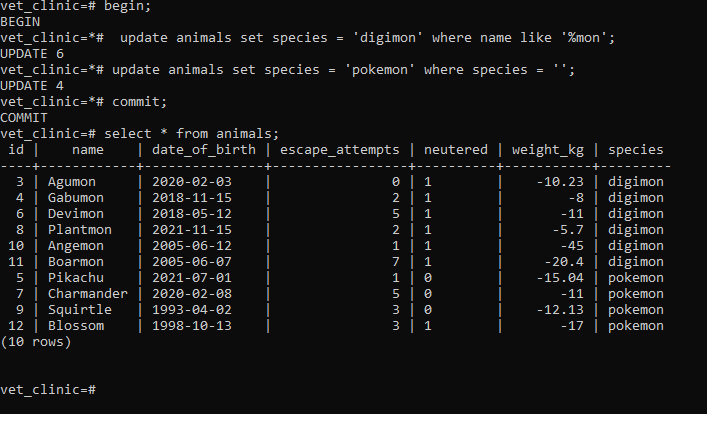 vet_clinic=# begin;
BEGIN
vet_clinic=*#  update animals set species = 'digimon' where name like '%mon';
UPDATE 6
vet_clinic=*# update animals set species = 'pokemon' where species = '';
UPDATE 4
vet_clinic=*# commit;
COMMIT
vet_clinic=# select * from animals;
 id |    name    | date_of_birth | escape_attempts | neutered | weight_kg | species
----+------------+---------------+-----------------+----------+-----------+---------
  3 | Agumon     | 2020-02-03    |               0 | 1        |    -10.23 | digimon
  4 | Gabumon    | 2018-11-15    |               2 | 1        |        -8 | digimon
  6 | Devimon    | 2018-05-12    |               5 | 1        |       -11 | digimon
  8 | Plantmon   | 2021-11-15    |               2 | 1        |      -5.7 | digimon
 10 | Angemon    | 2005-06-12    |               1 | 1        |       -45 | digimon
 11 | Boarmon    | 2005-06-07    |               7 | 1        |     -20.4 | digimon
  5 | Pikachu    | 2021-07-01    |               1 | 0        |    -15.04 | pokemon
  7 | Charmander | 2020-02-08    |               5 | 0        |       -11 | pokemon
  9 | Squirtle   | 1993-04-02    |               3 | 0        |    -12.13 | pokemon
 12 | Blossom    | 1998-10-13    |               3 | 1        |       -17 | pokemon
(10 rows)
vet_clinic=#